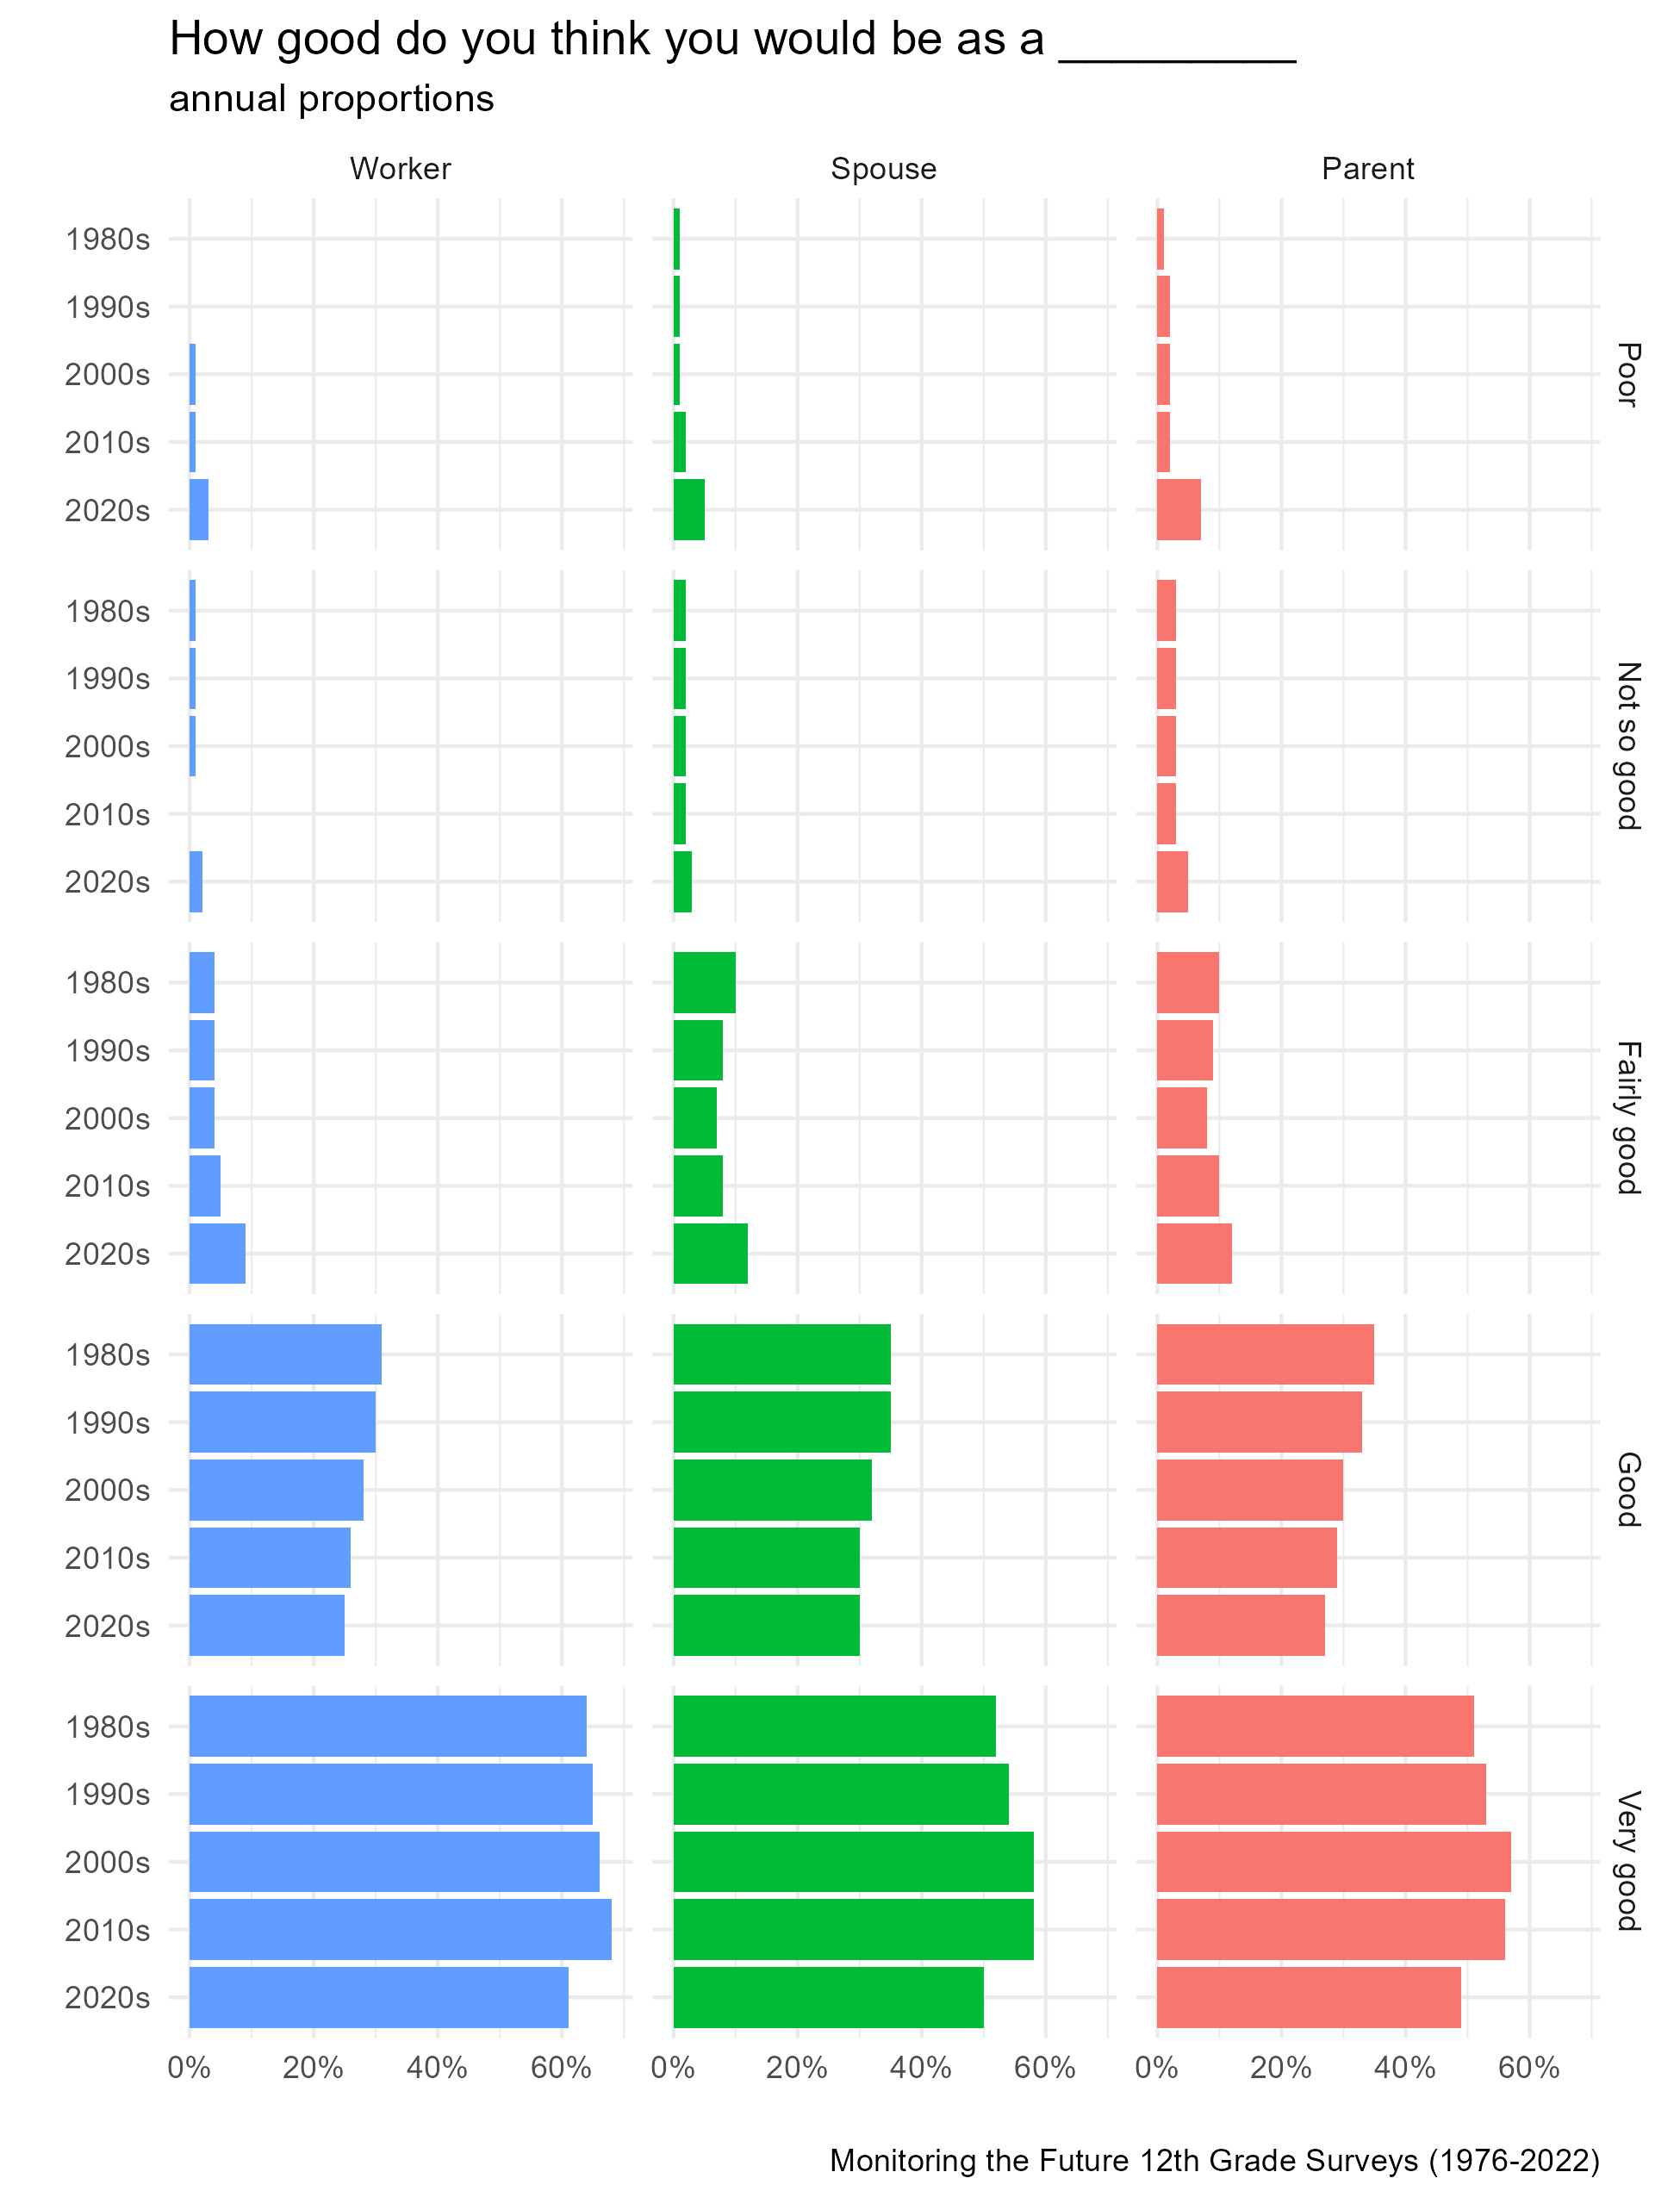 How good do you think you would be as a __________
annual proportions
Worker Spouse Parent
1980s
1990s
2000s
2010s
2020s
Poor
1980s
1990s
2000s
2010s
2020s
Not so good
1980s
1990s
2000s
2010s
2020s
Fairly good
1980s
1990s
2000s
2010s
2020s
Good
1980s
1990s
2000s
2010s
2020s
Very good
0% 20% 40% 60% 0% 20% 40% 60% 0% 20% 40% 60%
Monitoring the Future 12th Grade Surveys (1976-2022)